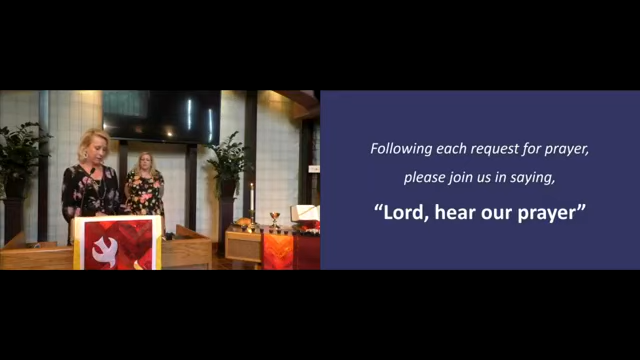 Following each request for prayer,
please join us in saying,
“Lord, hear our prayer”